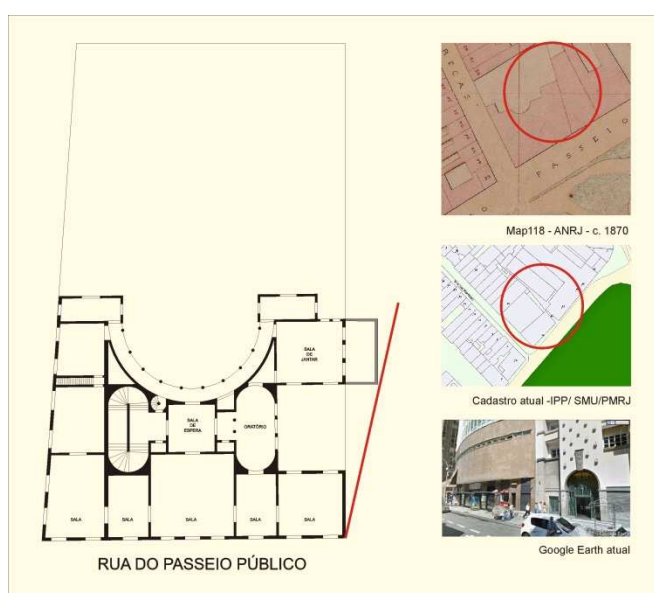 SALA
DE
JANTAR
SALA
DE
ESPERA
ORATÓRIO
SALA
SALA
SALA
SALA
SALA
RUA DO PASSEIO PÚBLICO
PASSEIO
Map118 - ANRJ - c. 1870
Cadastro atual -IPP/ SMU/PMRJ
Google Earth atual